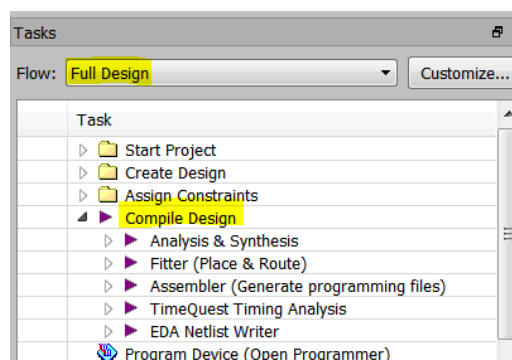 Tasks
Flow: Full Design Customize...
Task
Start Project
Create Design
Assign Constraints
Compile Design
Analysis & Synthesis
Fitter (Place & Route)
Assembler (Generate programming files)
TimeQuest Timing Analysis
EDA Netlist Writer
Program Device (Open Programmer)